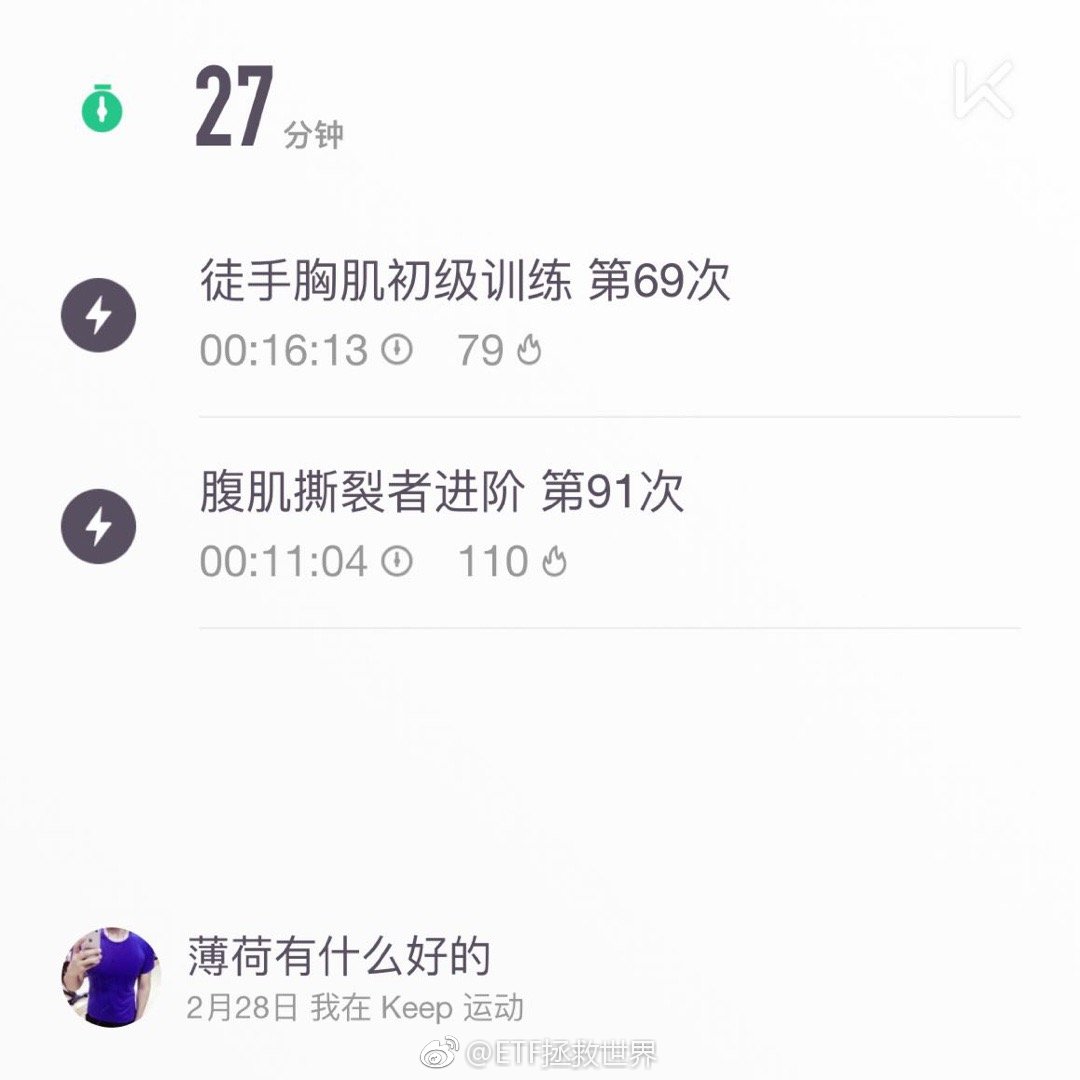 27 分钟
徒手胸肌初级训练 第69次
00:16:13 79
腹肌撕裂者进阶 第91次
00:11:04 110
薄荷有什么好的
2月28日 我在 Keep 运动
@ETF拯救世界